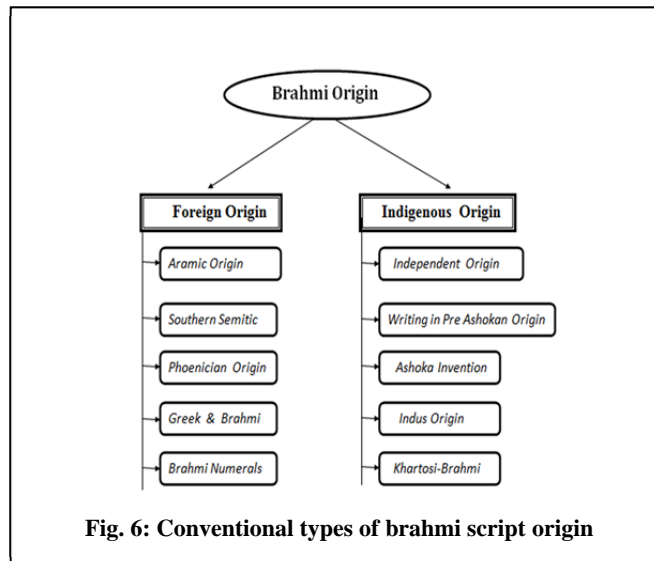 Brahmi Origin
Foreign Origin
Aramic Origin
Southern Semitic
Phoenician Origin
Greek & Brahmi
Brahmi Numerals
Indigenous Origin
Independent Origin
Writing in Pre Ashokan Origin
Ashoka Invention
Indus Origin
Khartosi-Brahmi
Fig. 6: Conventional types of brahmi script origin